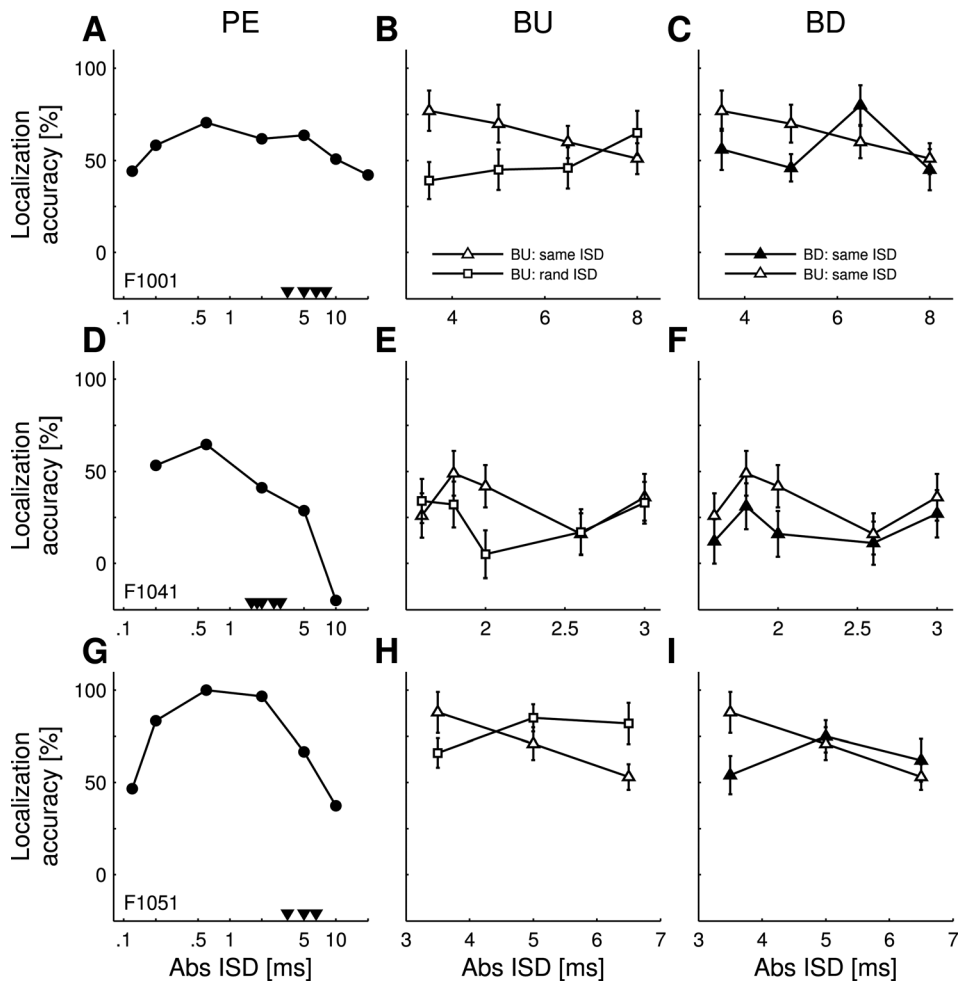 PE
BU
BD
A
B
C
Localization accuracy [%]
100
50
0
F1001
.1
.5
1
5
10
BU: same ISD
BU: rand ISD
4
6
8
BD: same ISD
BU: same ISD
4
6
8
D
E
F
Localization accuracy [%]
100
50
0
F1041
.1
.5
1
5
10
2
2.5
3
2
2.5
3
G
H
I
Localization accuracy [%]
100
50
0
F1051
.1
.5
1
5
10
Abs ISD [ms]
3
4
5
6
7
Abs ISD [ms]
3
4
5
6
7
Abs ISD [ms]